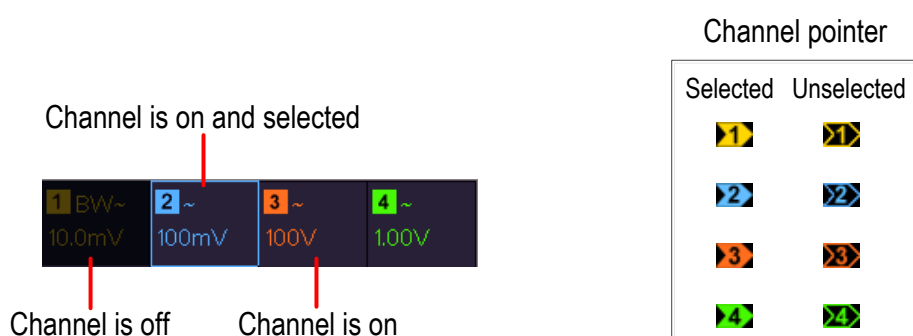 Channel pointer
Selected Unselected
Channel is on and selected
1 1
1 BW~ 2 ~ 3 ~ 4 ~
2 2
10.0mV 100mV 100V 1.00V
3 3
Channel is off Channel is on
4 4